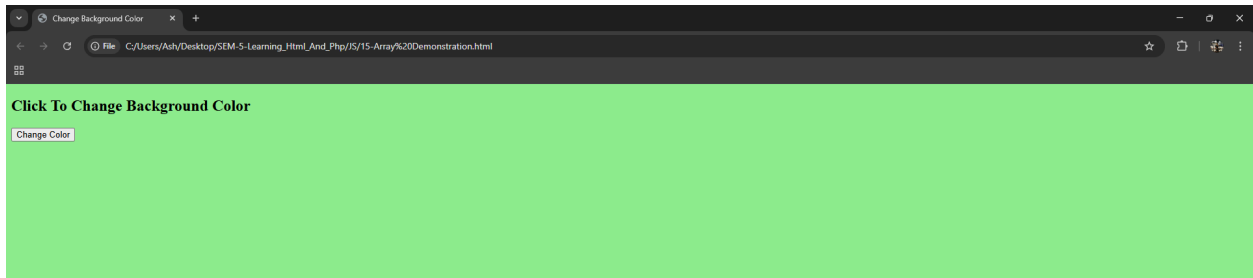 Change Background Color
File C:/Users/Ash/Desktop/SEM-5-Learning_Html_And_Php/JS/15-Array%20Demonstration.html
Click To Change Background Color
Change Color